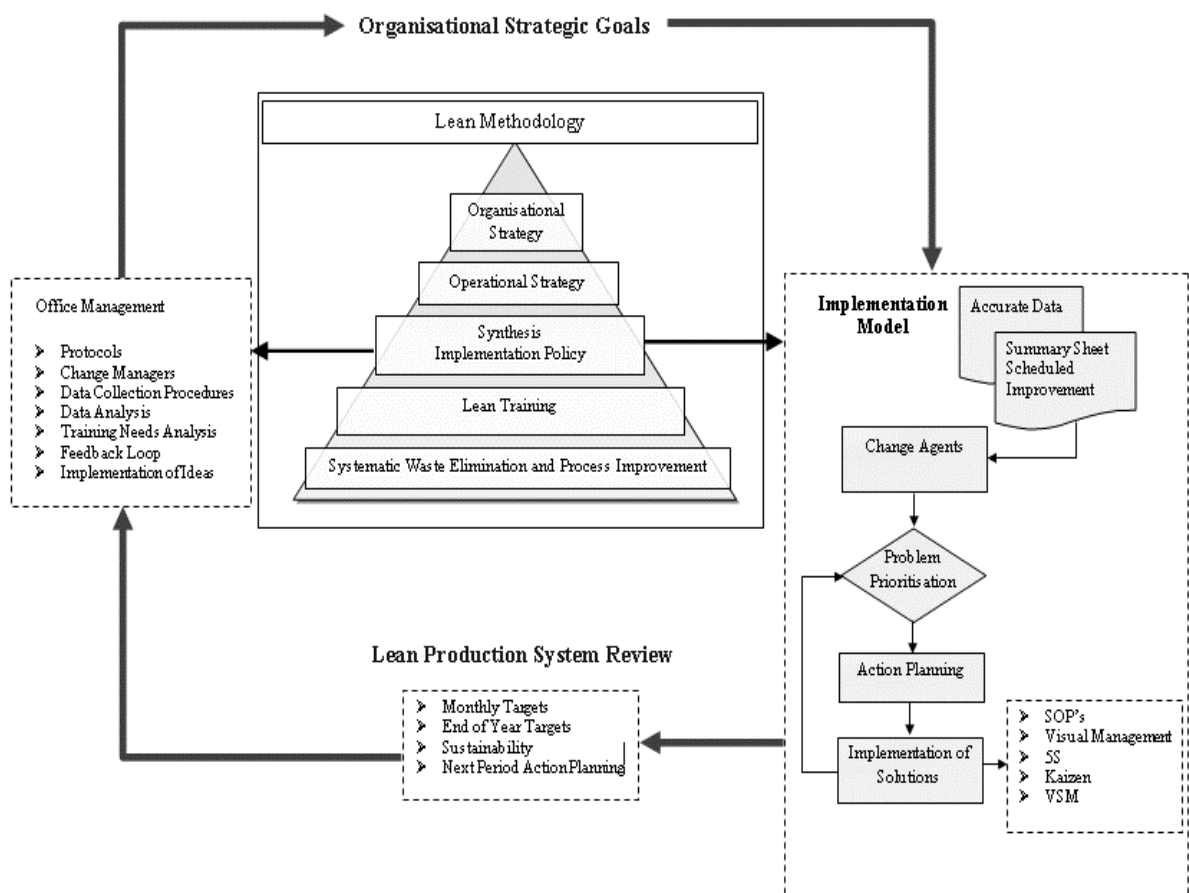 Organisational Strategic Goals
Lean Methodology
Organisational
Strategy
Operational Strategy
Synthesis
Implementation Policy
Lean Training
Systematic Waste Elimination and Process Improvement
Office Management
Protocols
Change Managers
Data Collection Procedures
Data Analysis
Training Needs Analysis
Feedback Loop
Implementation of Ideas
Implementation
Model
Accurate Data
Summary Sheet
Scheduled
Improvement
Change Agents
Problem
Prioritisation
Action Planning
Implementation of
Solutions
SOP's
Visual Management
5S
Kaizen
VSM
Lean Production System Review
Monthly Targets
End of Year Targets
Sustainability
Next Period Action Planning